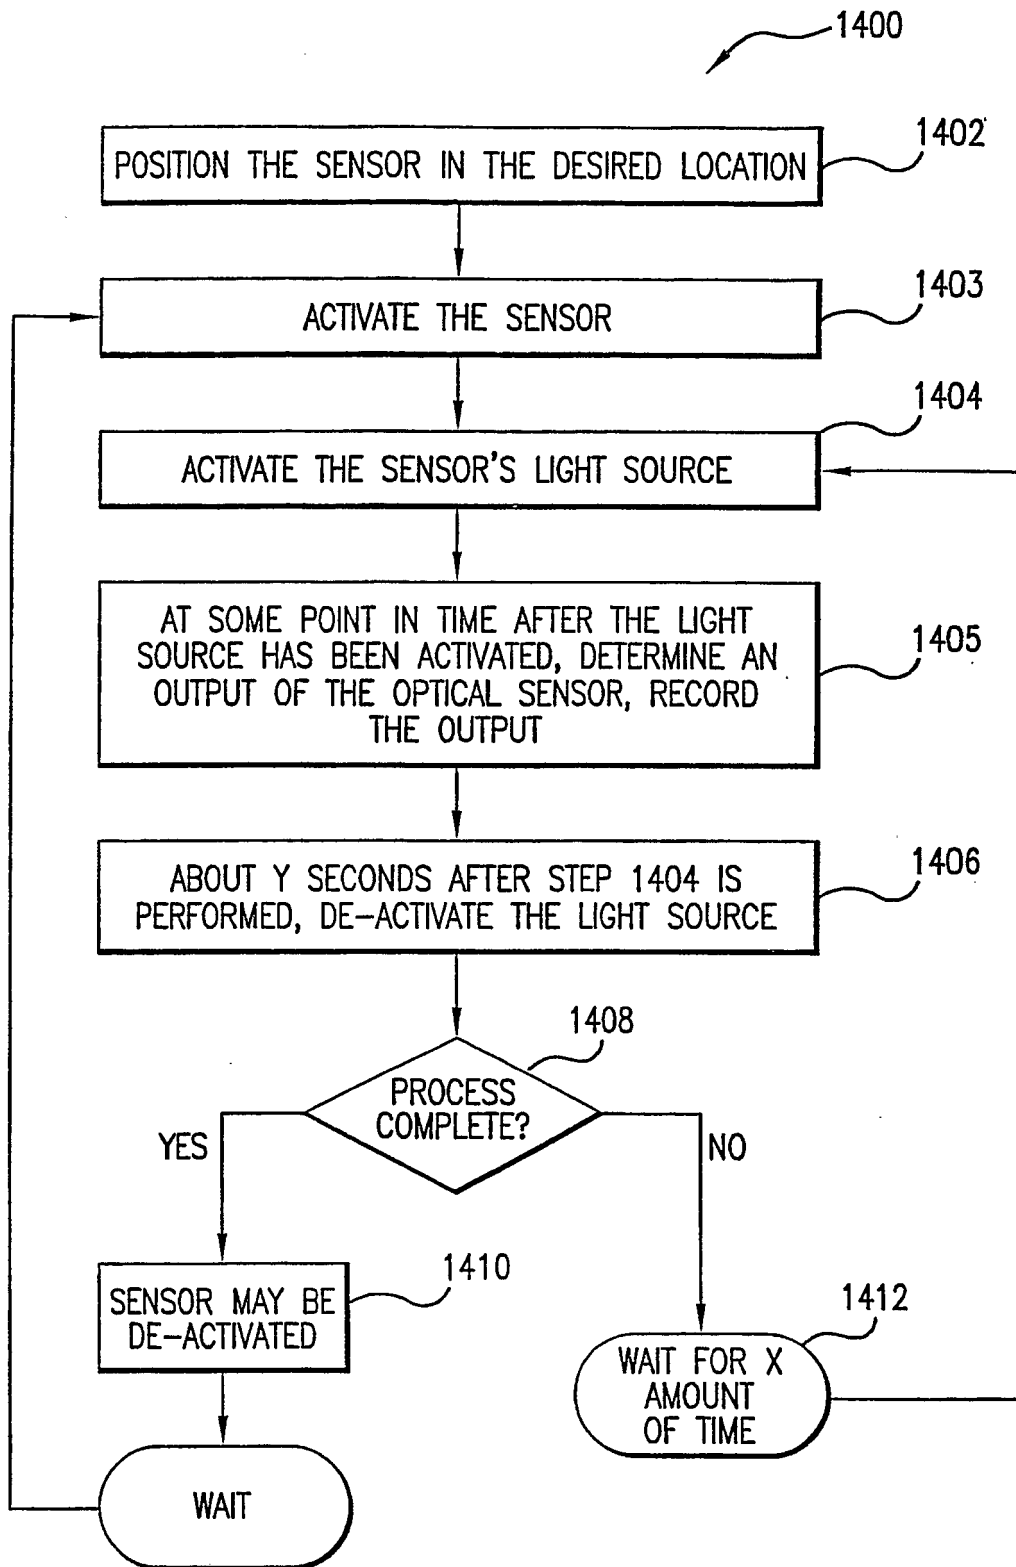 1400
POSITION THE SENSOR IN THE DESIRED LOCATION
1402
ACTIVATE THE SENSOR
1403
1404
ACTIVATE THE SENSOR'S LIGHT SOURCE
AT SOME POINT IN TIME AFTER THE LIGHT
SOURCE HAS BEEN ACTIVATED, DETERMINE AN
OUTPUT OF THE OPTICAL SENSOR, RECORD
THE OUTPUT
1405
ABOUT Y SECONDS AFTER STEP 1404 IS
PERFORMED, DE-ACTIVATE THE LIGHT SOURCE
1406
1408
PROCESS
COMPLETE?
YES
NO
1410
SENSOR MAY BE
DE-ACTIVATED
1412
WAIT FOR X
AMOUNT
OF TIME
WAIT